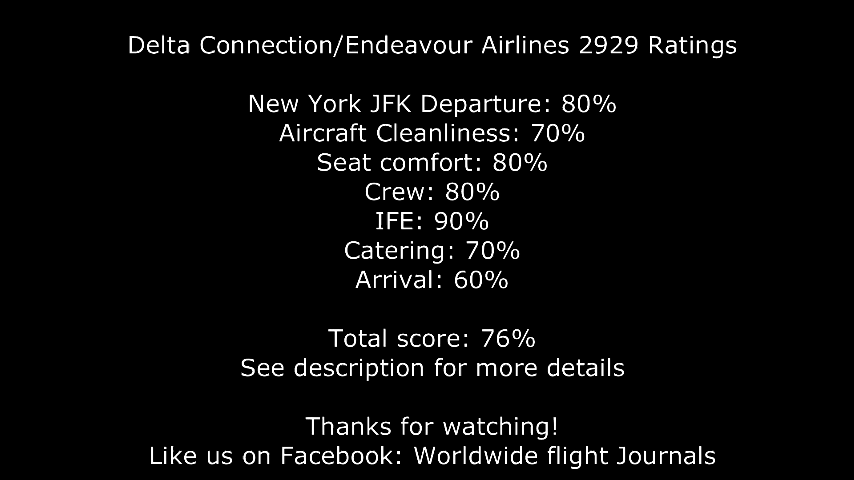 Delta Connection/Endeavour Airlines 2929 Ratings
New York JFK Departure: 80%
Aircraft Cleanliness: 70%
Seat comfort: 80%
Crew: 80%
IFE: 90%
Catering: 70%
Arrival: 60%
Total score: 76%
See description for more details
Thanks for watching!
Like us on Facebook: Worldwide flight Journals